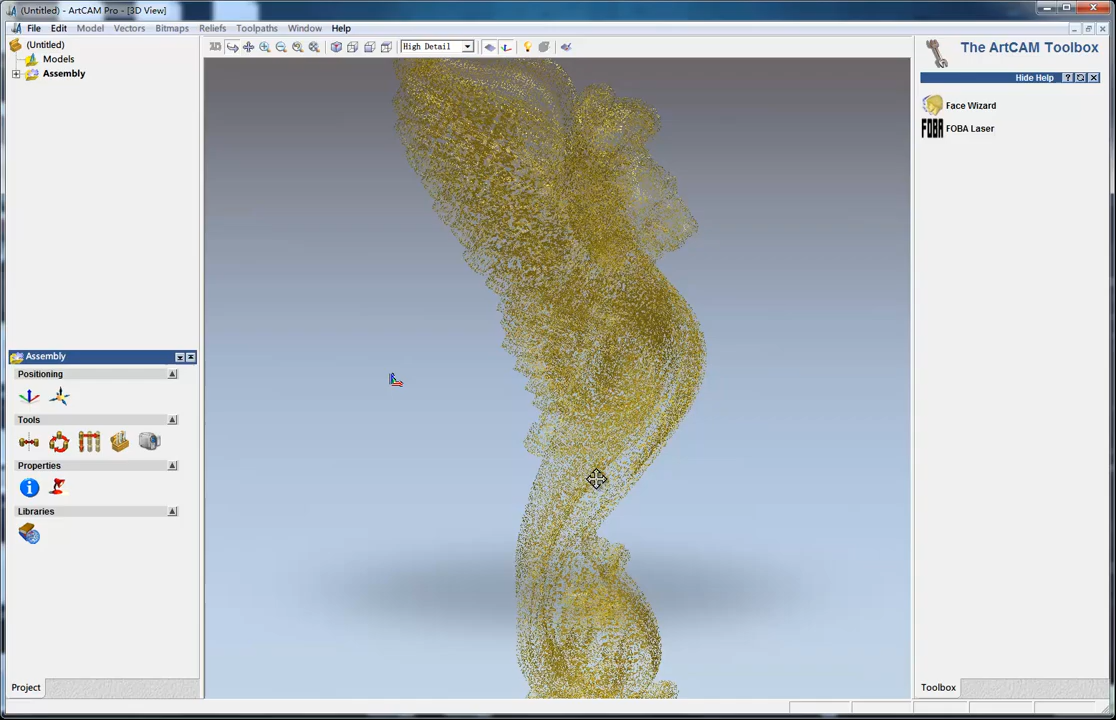 (Untitled) - ArtCAM Pro - [3D View]
File Edit Model Vectors Bitmaps Reliefs Toolpaths Window Help
(Untitled)
Models
Assembly
High Detail
The ArtCAM Toolbox
Hide Help
Face Wizard
FOBA FOBA Laser
Assembly
Positioning
Tools
Properties
Libraries
Project
Toolbox